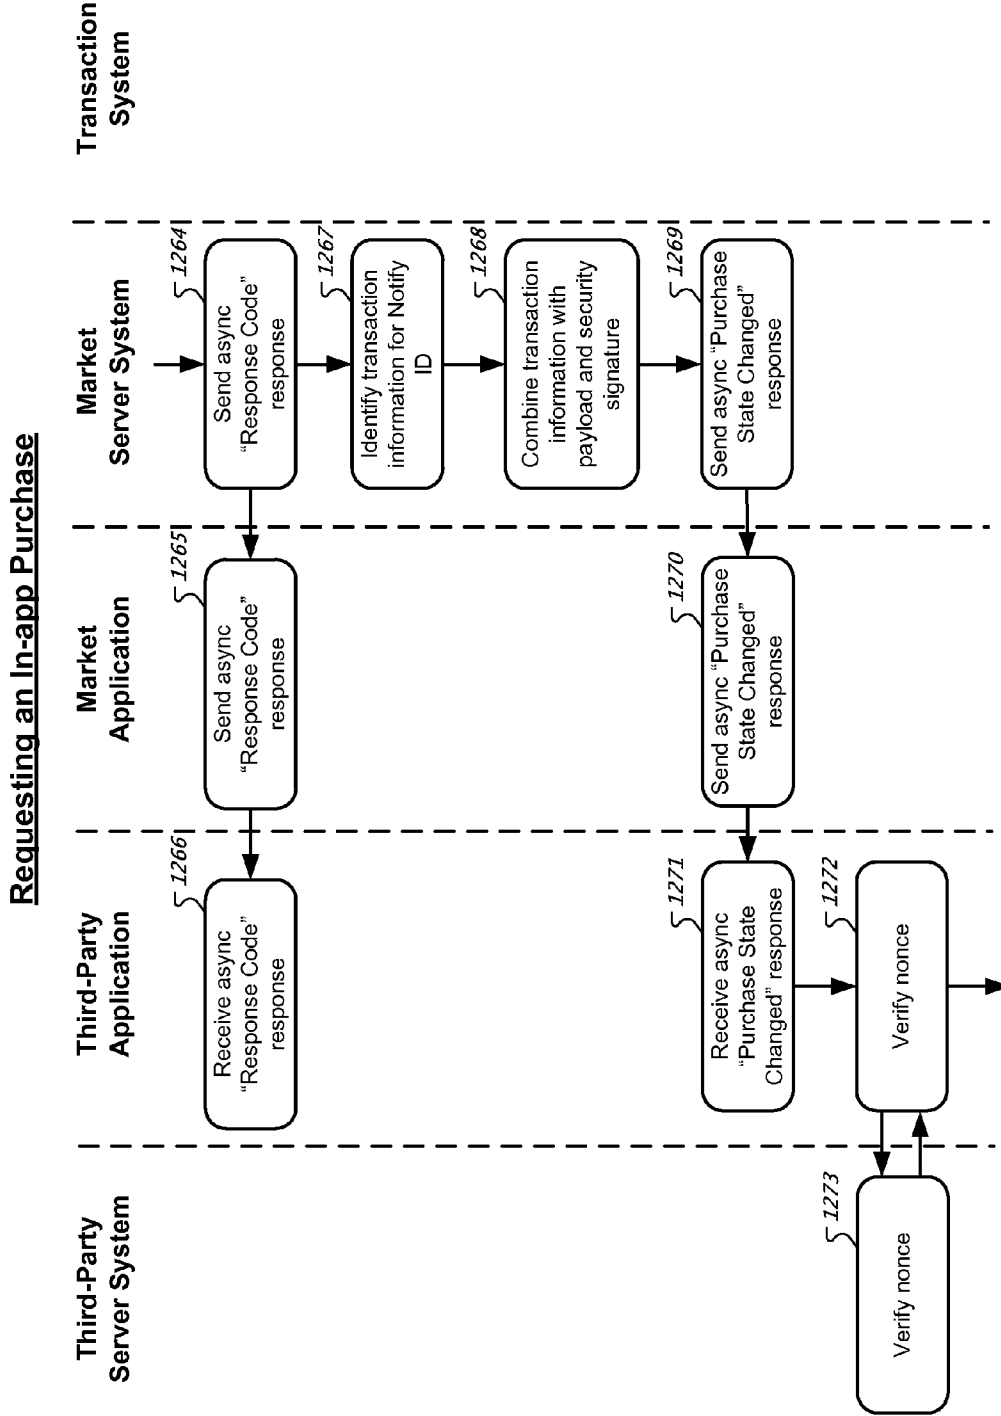 Requesting an In-app Purchase
Third-Party
Server System
Third-Party
Application
Market
Application
Market
Server System
Transaction
System
1266
Receive async
“Response Code”
response
1265
Send async
“Response Code”
response
1264
Send async
“Response Code”
response
1267
Identify transaction
information for Notify
ID
1268
Combine transaction
information with
payload and security
signature
1271
Receive async
“Purchase State
Changed” response
1270
Send async “Purchase
State Changed”
response
1269
Send async “Purchase
State Changed”
response
1273
Verify nonce
1272
Verify nonce